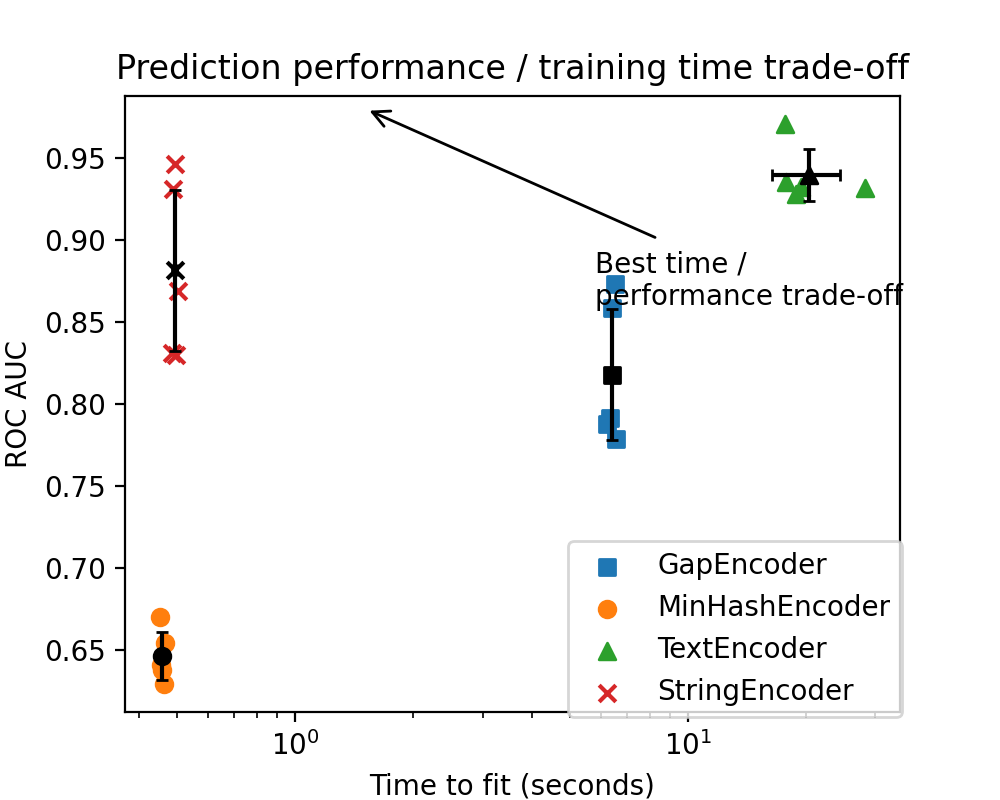 Prediction performance / training time trade-off
0.95
0.90
0.85
0.80
0.75
0.70
0.65
ROC AUC
Best time /
performance trade-off
GapEncoder
MinHashEncoder
TextEncoder
StringEncoder
10⁰
10¹
Time to fit (seconds)